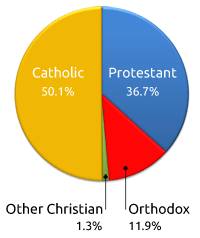 Catholic
50.1%
Protestant
36.7%
Other Christian
1.3%
Orthodox
11.9%